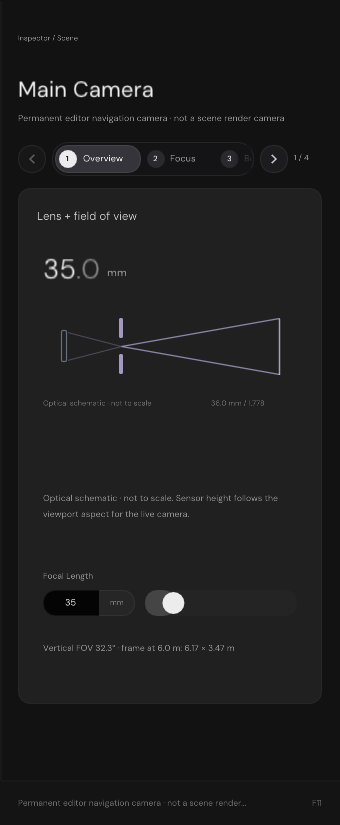 Inspector / Scene
Main Camera
Permanent editor navigation camera · not a scene render camera
1 Overview 2 Focus 3 1 / 4
Lens + field of view
35.0 mm
Optical schematic · not to scale 36.0 mm / 1.778
Optical schematic · not to scale. Sensor height follows the
viewport aspect for the live camera.
Focal Length
35 mm
Vertical FOV 32.3° · frame at 6.0 m: 6.17 × 3.47 m
Permanent editor navigation camera · not a scene render... F11